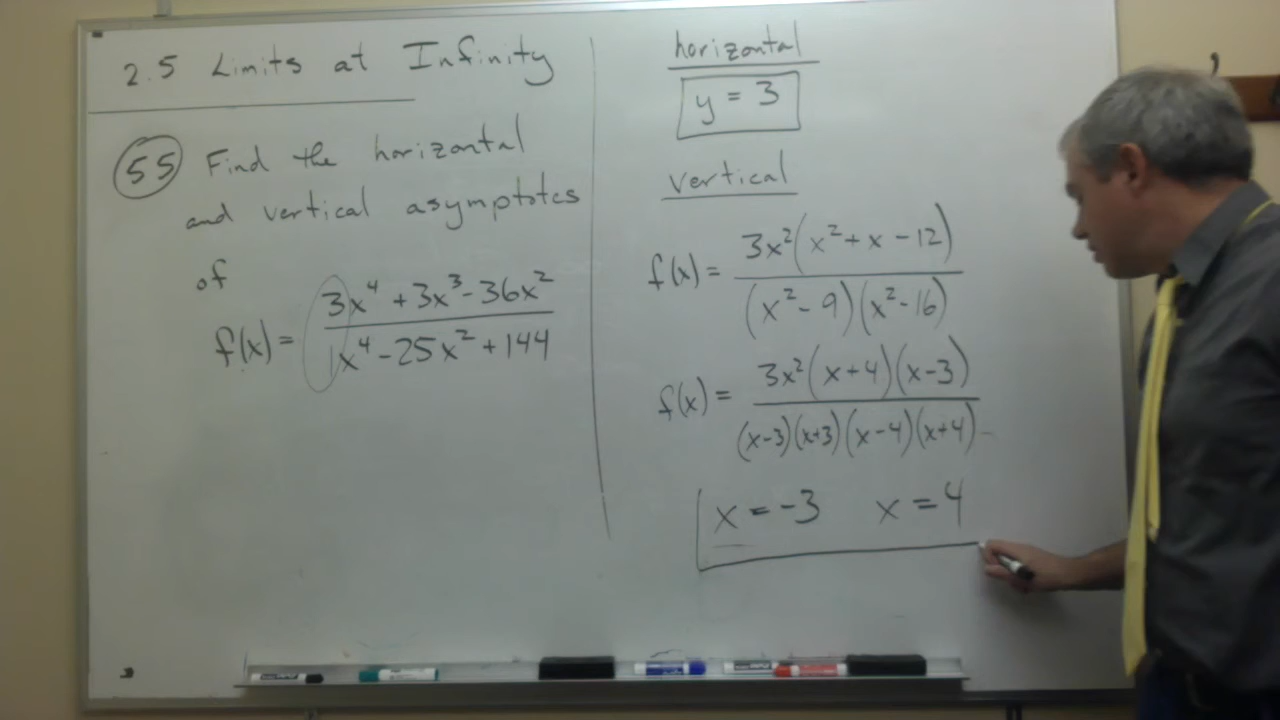 2.5 Limits at Infinity
55 Find the horizontal
and vertical asymptotes
of
f(x) = 3x⁴ + 3x³ - 36x² / 1x⁴ - 25x² + 144
horizontal
y = 3
vertical
f(x) = 3x²(x² + x - 12) / (x² - 9)(x² - 16)
f(x) = 3x²(x+4)(x-3) / (x-3)(x+3)(x-4)(x+4)
x = -3 x = 4